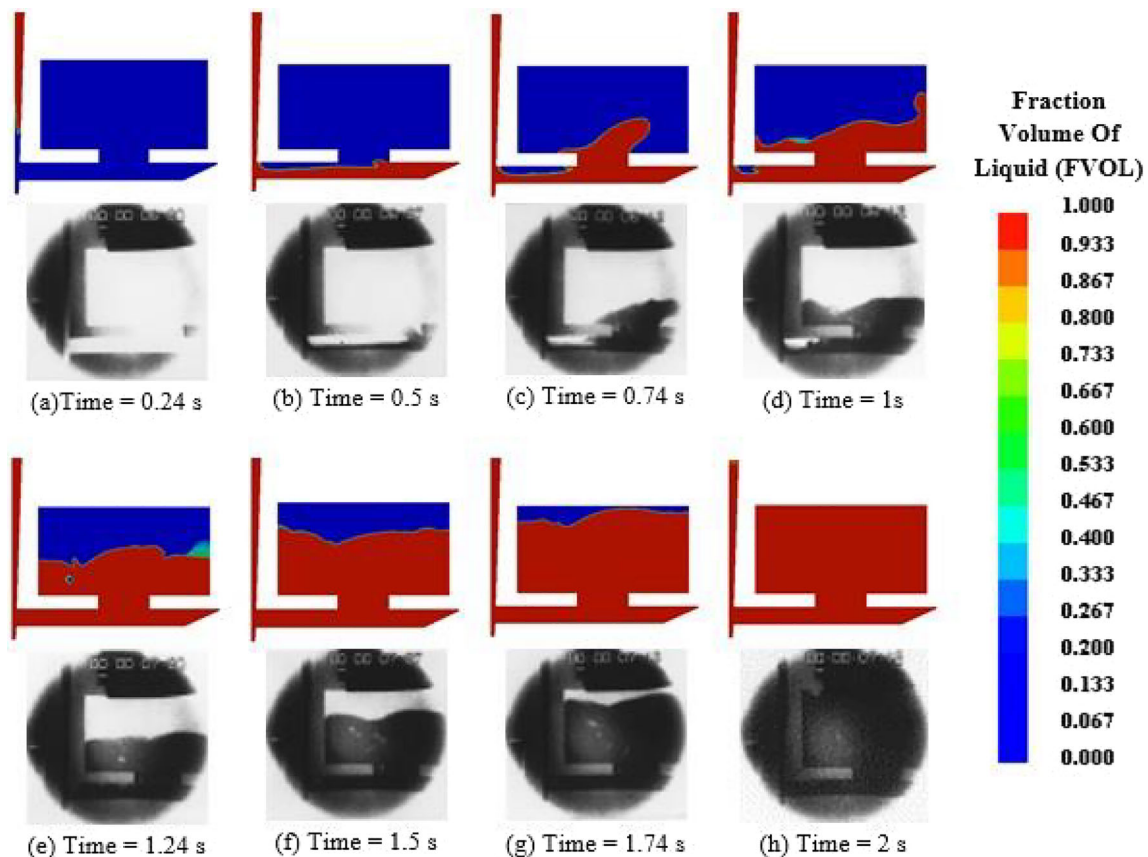 (a)Time = 0.24 s
(b) Time = 0.5 s
(c) Time = 0.74 s
(d) Time = 1s
Fraction
Volume Of
Liquid (FVOL)
1.000
0.933
0.867
0.800
0.733
0.667
0.600
0.533
0.467
0.400
0.333
0.267
0.200
0.133
0.067
0.000
(e) Time = 1.24 s
(f) Time = 1.5 s
(g) Time = 1.74 s
(h) Time = 2 s